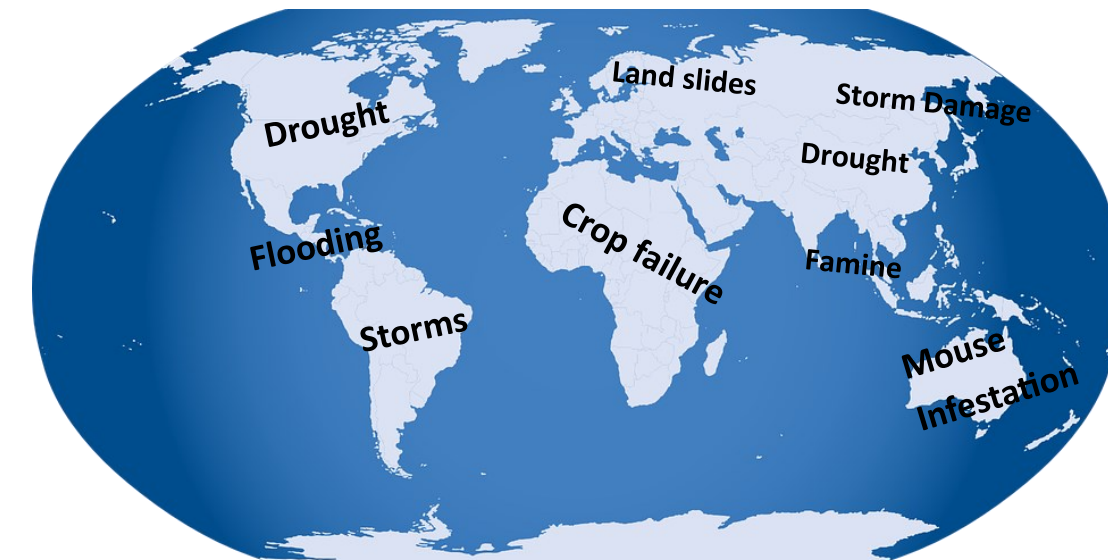 Land slides
Storm Damage
Drought
Drought
Crop failure
Flooding
Famine
Storms
Mouse
Infestation